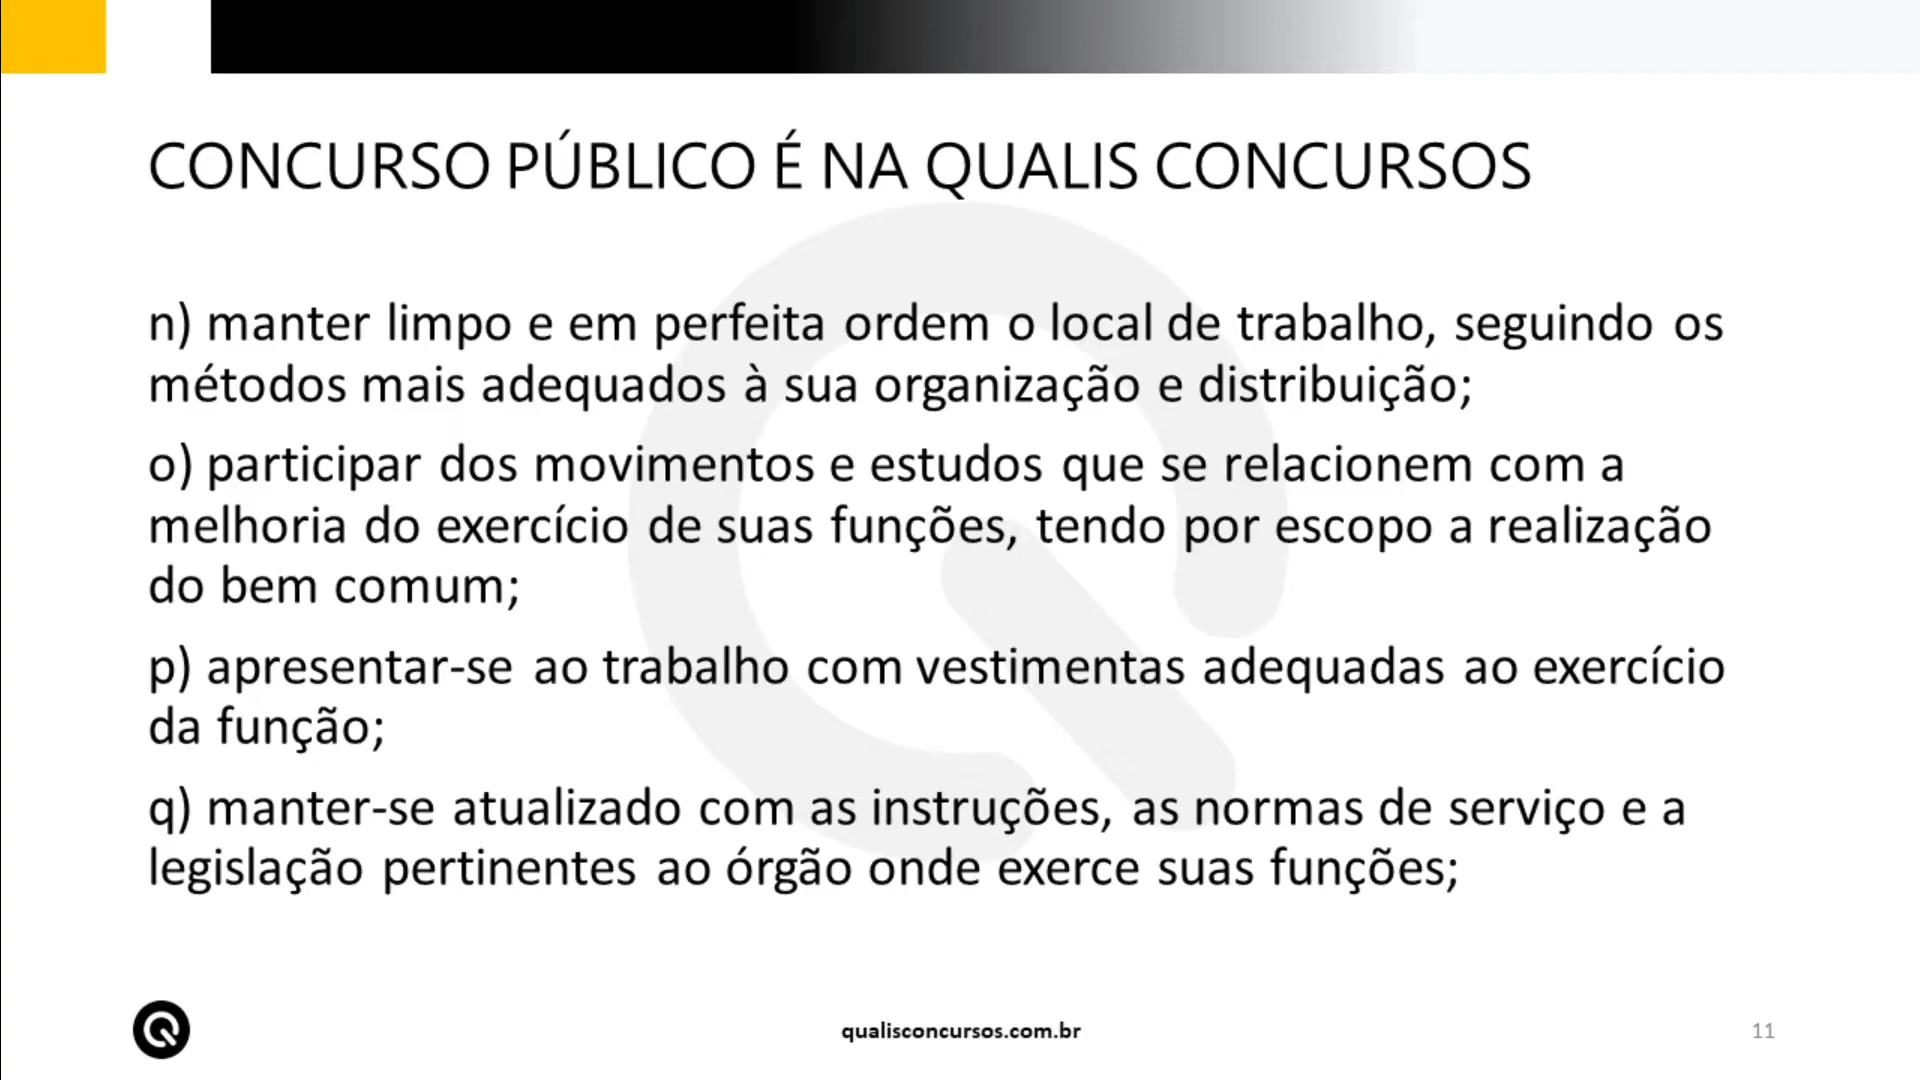 CONCURSO PÚBLICO É NA QUALIS CONCURSOS
n) manter limpo e em perfeita ordem o local de trabalho, seguindo os
métodos mais adequados à sua organização e distribuição;
o) participar dos movimentos e estudos que se relacionem com a
melhoria do exercício de suas funções, tendo por escopo a realização
do bem comum;
p) apresentar-se ao trabalho com vestimentas adequadas ao exercício
da função;
q) manter-se atualizado com as instruções, as normas de serviço e a
legislação pertinentes ao órgão onde exerce suas funções;
qualisconcursos.com.br
11